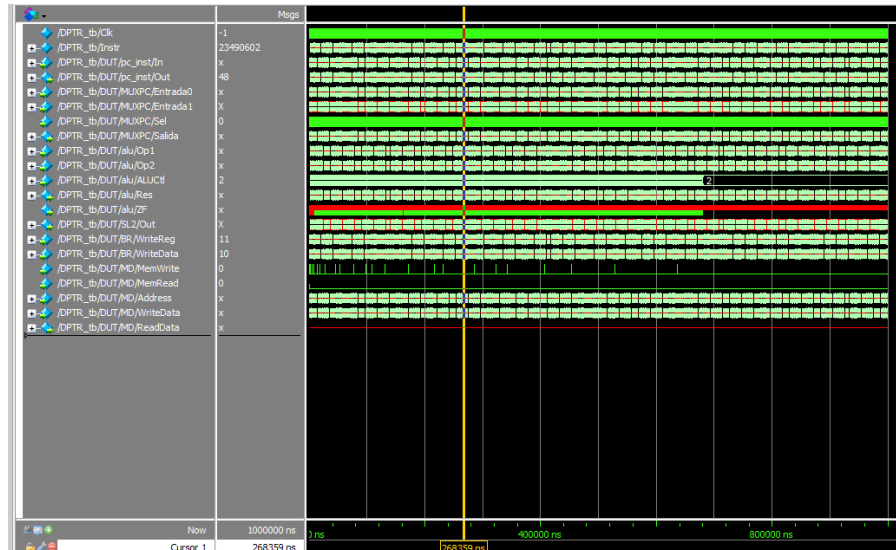 Msgs
/DPTR_tb/Clk -1
/DPTR_tb/Instr 23490602
/DPTR_tb/DUT/pc_inst/In x
/DPTR_tb/DUT/pc_inst/Out 48
/DPTR_tb/DUT/MUXPC/Entrada0 x
/DPTR_tb/DUT/MUXPC/Entrada1 X
/DPTR_tb/DUT/MUXPC/Sel 0
/DPTR_tb/DUT/MUXPC/Salida x
/DPTR_tb/DUT/alu/Op1 x
/DPTR_tb/DUT/alu/Op2 x
/DPTR_tb/DUT/alu/ALUCtl 2 2
/DPTR_tb/DUT/alu/Res x
/DPTR_tb/DUT/alu/ZF x
/DPTR_tb/DUT/SL2/Out X
/DPTR_tb/DUT/BR/WriteReg 11
/DPTR_tb/DUT/BR/WriteData 10
/DPTR_tb/DUT/MD/MemWrite 0
/DPTR_tb/DUT/MD/MemRead 0
/DPTR_tb/DUT/MD/Address x
/DPTR_tb/DUT/MD/WriteData x
/DPTR_tb/DUT/MD/ReadData x
Now 1000000 ns ns 400000 ns 800000 ns
Cursor 1 268359 ns 268359 ns